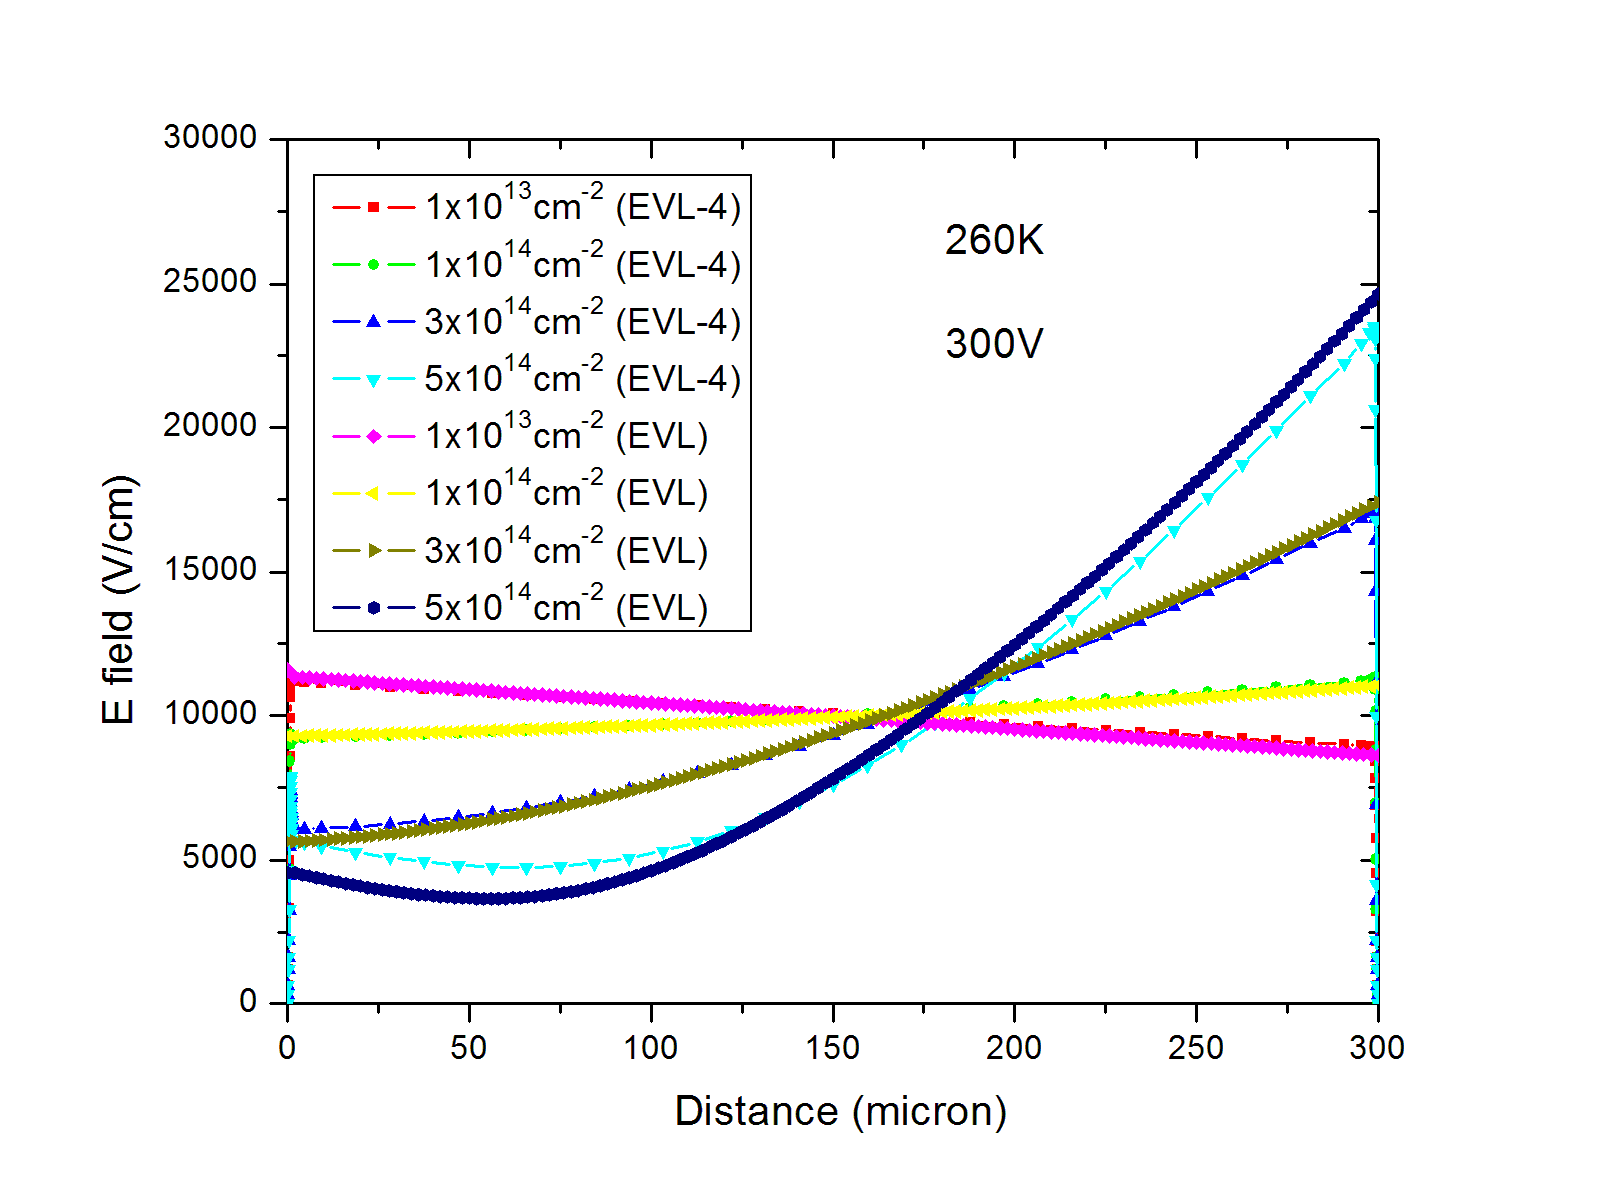 30000
25000
20000
15000
10000
5000
0
E field (V/cm)
1x10¹³cm⁻² (EVL-4)
1x10¹⁴cm⁻² (EVL-4)
3x10¹⁴cm⁻² (EVL-4)
5x10¹⁴cm⁻² (EVL-4)
1x10¹³cm⁻² (EVL)
1x10¹⁴cm⁻² (EVL)
3x10¹⁴cm⁻² (EVL)
5x10¹⁴cm⁻² (EVL)
260K
300V
0 50 100 150 200 250 300
Distance (micron)